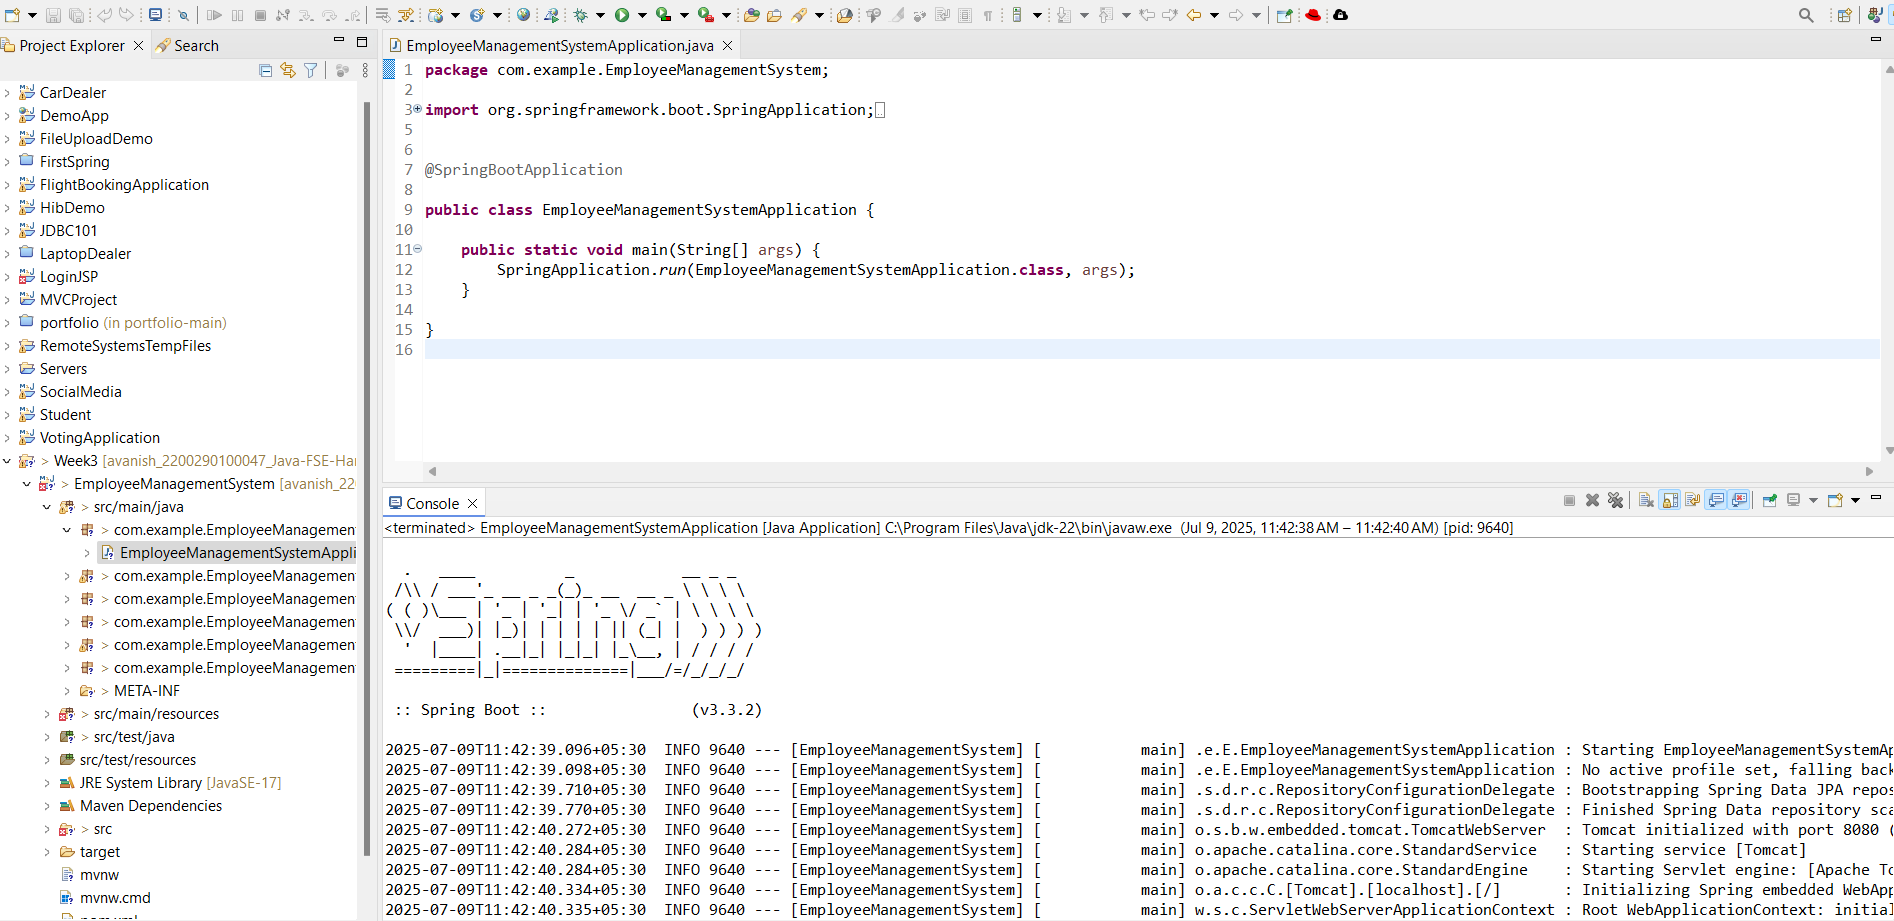 Project Explorer
Search
CarDealer
DemoApp
FileUploadDemo
FirstSpring
FlightBookingApplication
HibDemo
JDBC101
LaptopDealer
LoginJSP
MVCProject
portfolio (in portfolio-main)
RemoteSystemsTempFiles
Servers
SocialMedia
Student
VotingApplication
> Week3 [avanish_2200290100047_Java-FSE-Ha
> EmployeeManagementSystem [avanish_22
> src/main/java
> com.example.EmployeeManagemen
EmployeeManagementSystemAppli
> com.example.EmployeeManagemen
> com.example.EmployeeManagemen
> com.example.EmployeeManagemen
> com.example.EmployeeManagemen
> com.example.EmployeeManagemen
> META-INF
> src/main/resources
> src/test/java
src/test/resources
JRE System Library [JavaSE-17]
Maven Dependencies
> src
target
mvnw
mvnw.cmd
EmployeeManagementSystemApplication.java
1 package com.example.EmployeeManagementSystem;
2
3 import org.springframework.boot.SpringApplication;
5
6
7 @SpringBootApplication
8
9 public class EmployeeManagementSystemApplication {
10
11 public static void main(String[] args) {
12 SpringApplication.run(EmployeeManagementSystemApplication.class, args);
13 }
14
15 }
16
Console
<terminated> EmployeeManagementSystemApplication [Java Application] C:\Program Files\Java\jdk-22\bin\javaw.exe (Jul 9, 2025, 11:42:38 AM – 11:42:40 AM) [pid: 9640]
  .   ____          _            __ _ _
 /\\ / ___'_ __ _ _(_)_ __  __ _ \ \ \ \
( ( )\___ | '_ | '_| | '_ \/ _` | \ \ \ \
 \\/  ___)| |_)| | | | | || (_| |  ) ) ) )
  '  |____| .__|_| |_|_| |_\__, | / / / /
 =========|_|==============|___/=/_/_/_/
:: Spring Boot :: (v3.3.2)
2025-07-09T11:42:39.096+05:30 INFO 9640 --- [EmployeeManagementSystem] [ main] .e.E.EmployeeManagementSystemApplication : Starting EmployeeManagementSystemAp
2025-07-09T11:42:39.098+05:30 INFO 9640 --- [EmployeeManagementSystem] [ main] .e.E.EmployeeManagementSystemApplication : No active profile set, falling back
2025-07-09T11:42:39.710+05:30 INFO 9640 --- [EmployeeManagementSystem] [ main] .s.d.r.c.RepositoryConfigurationDelegate : Bootstrapping Spring Data JPA repos
2025-07-09T11:42:39.770+05:30 INFO 9640 --- [EmployeeManagementSystem] [ main] .s.d.r.c.RepositoryConfigurationDelegate : Finished Spring Data repository sca
2025-07-09T11:42:40.272+05:30 INFO 9640 --- [EmployeeManagementSystem] [ main] o.s.b.w.embedded.tomcat.TomcatWebServer : Tomcat initialized with port 8080 (
2025-07-09T11:42:40.284+05:30 INFO 9640 --- [EmployeeManagementSystem] [ main] o.apache.catalina.core.StandardService : Starting service [Tomcat]
2025-07-09T11:42:40.284+05:30 INFO 9640 --- [EmployeeManagementSystem] [ main] o.apache.catalina.core.StandardEngine : Starting Servlet engine: [Apache To
2025-07-09T11:42:40.334+05:30 INFO 9640 --- [EmployeeManagementSystem] [ main] o.a.c.c.C.[Tomcat].[localhost].[/] : Initializing Spring embedded WebAp
2025-07-09T11:42:40.335+05:30 INFO 9640 --- [EmployeeManagementSystem] [ main] w.s.c.ServletWebServerApplicationContext : Root WebApplicationContext: initial